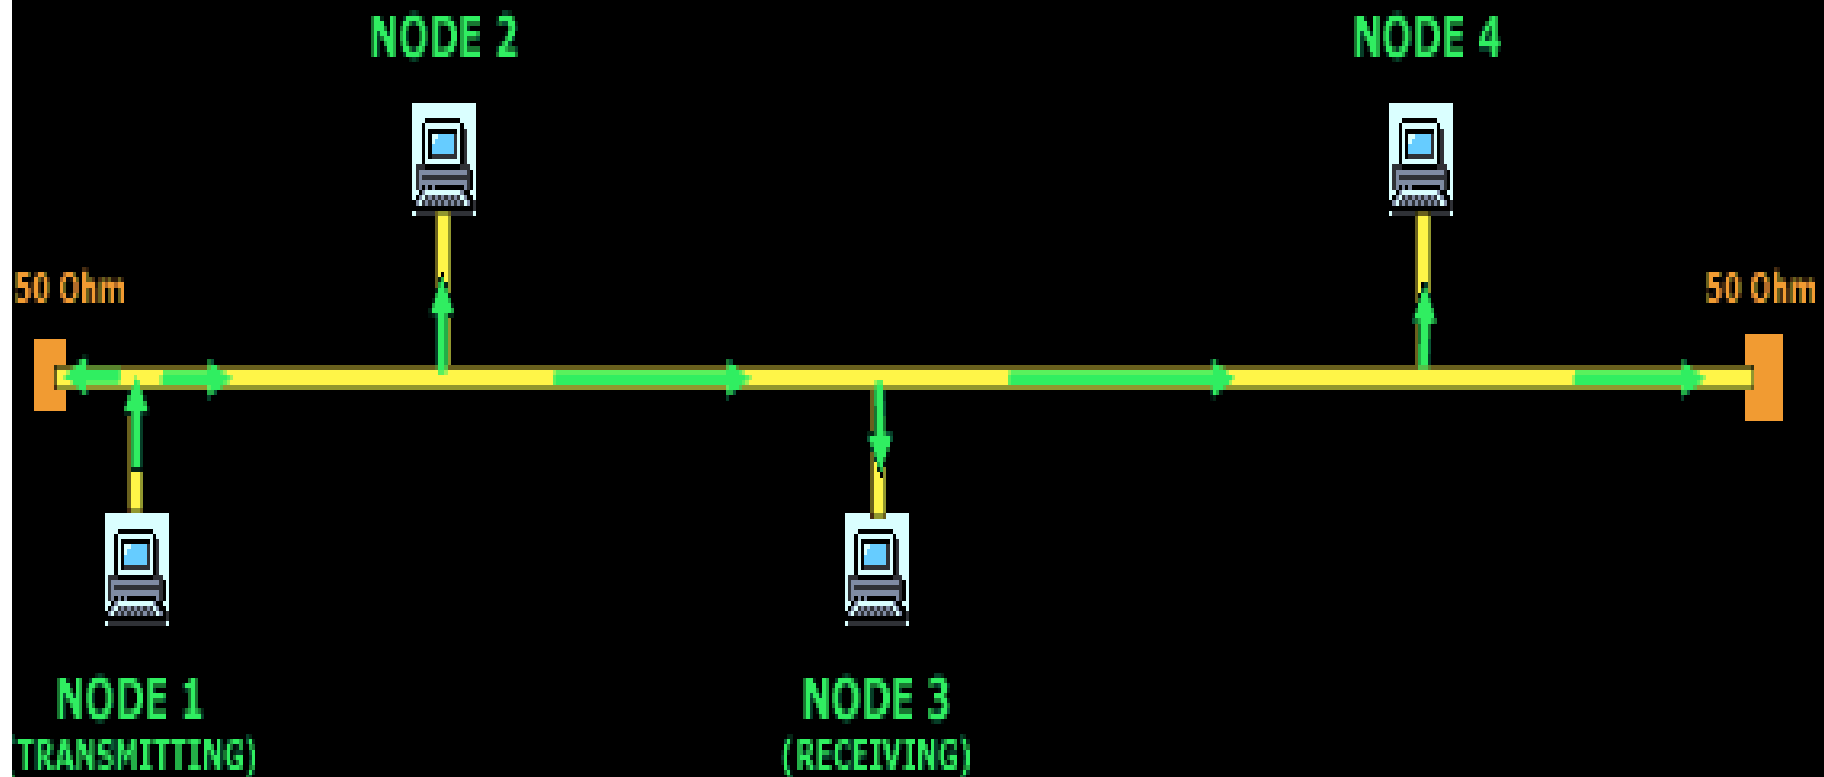 NODE 2
NODE 4
50 Ohm
50 Ohm
NODE 1
(TRANSMITTING)
NODE 3
(RECEIVING)